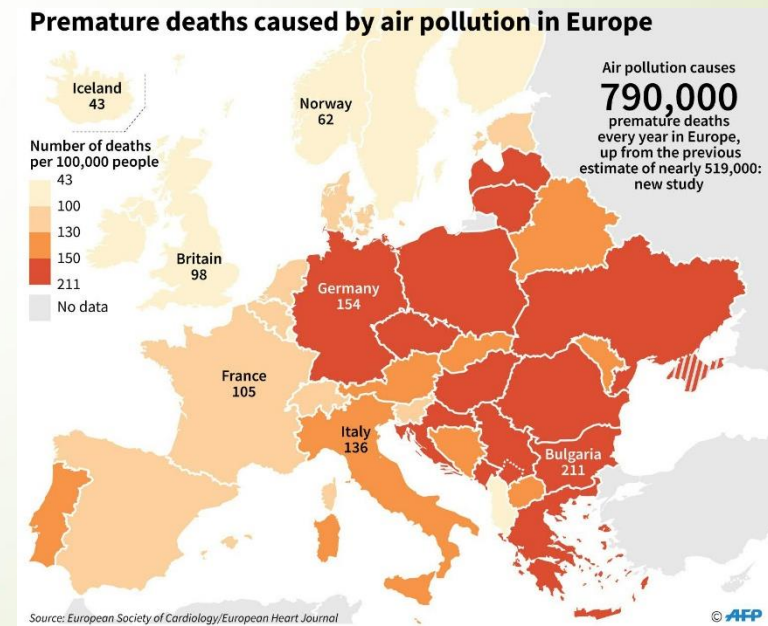 Premature deaths caused by air pollution in Europe
Iceland
43
Norway
62
Air pollution causes
790,000
premature deaths
every year in Europe,
up from the previous
estimate of nearly 519,000:
new study
Number of deaths
per 100,000 people
43
100
130
150
211
No data
Britain
98
Germany
154
France
105
Italy
136
Bulgaria
211
Source: European Society of Cardiology/European Heart Journal
© AFP